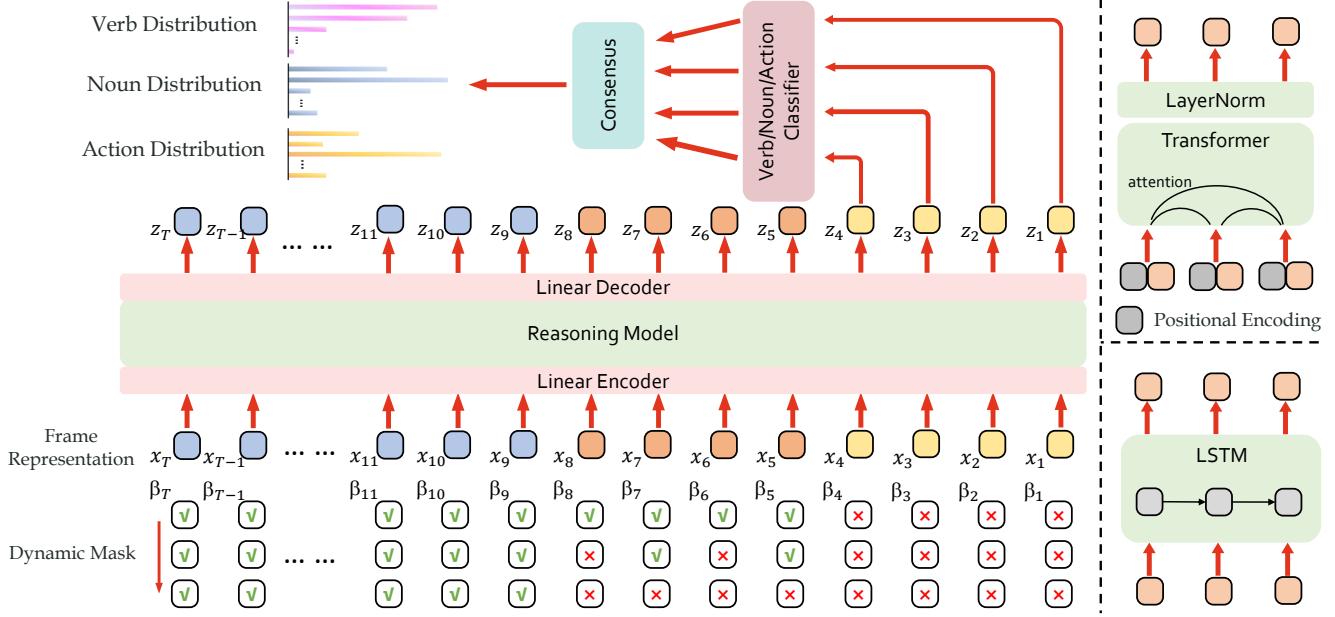 Verb Distribution
...
Noun Distribution
...
Action Distribution
...
Consensus
Verb/Noun/Action
Classifier
z_T z_{T−1} ... ... z_11 z_10 z_9 z_8 z_7 z_6 z_5 z_4 z_3 z_2 z_1
Linear Decoder
Reasoning Model
Linear Encoder
Frame
Representation
x_T x_{T−1} ... ... x_11 x_10 x_9 x_8 x_7 x_6 x_5 x_4 x_3 x_2 x_1
β_T β_{T−1} β_11 β_10 β_9 β_8 β_7 β_6 β_5 β_4 β_3 β_2 β_1
√ √ √ √ √ √ √ √ √ × × × ×
Dynamic Mask
√ √ ... ... √ √ √ × √ × √ × × × ×
√ √ √ √ √ × × × × × × × ×
LayerNorm
Transformer
attention
Positional Encoding
LSTM